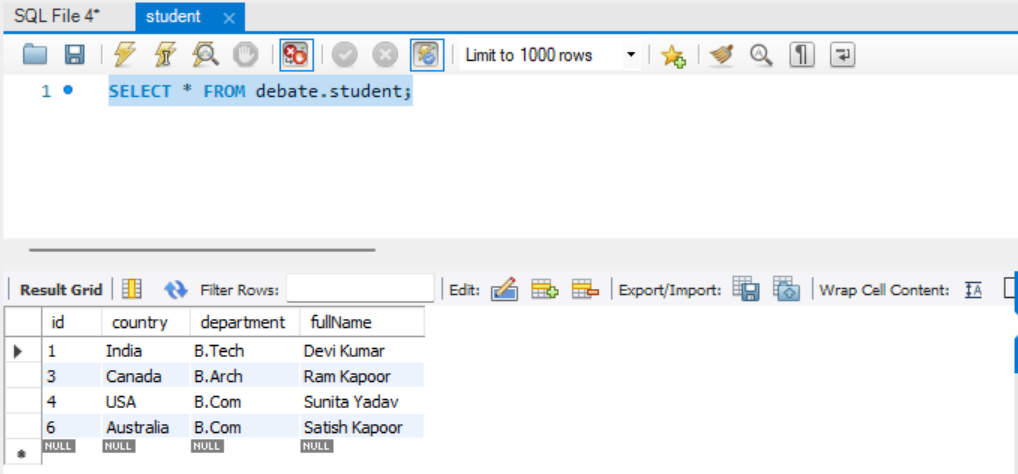 SQL File 4* student
Limit to 1000 rows
1 SELECT * FROM debate.student;
Result Grid Filter Rows: Edit: Export/Import: Wrap Cell Content:
id country department fullName
1 India B.Tech Devi Kumar
3 Canada B.Arch Ram Kapoor
4 USA B.Com Sunita Yadav
6 Australia B.Com Satish Kapoor
NULL NULL NULL NULL